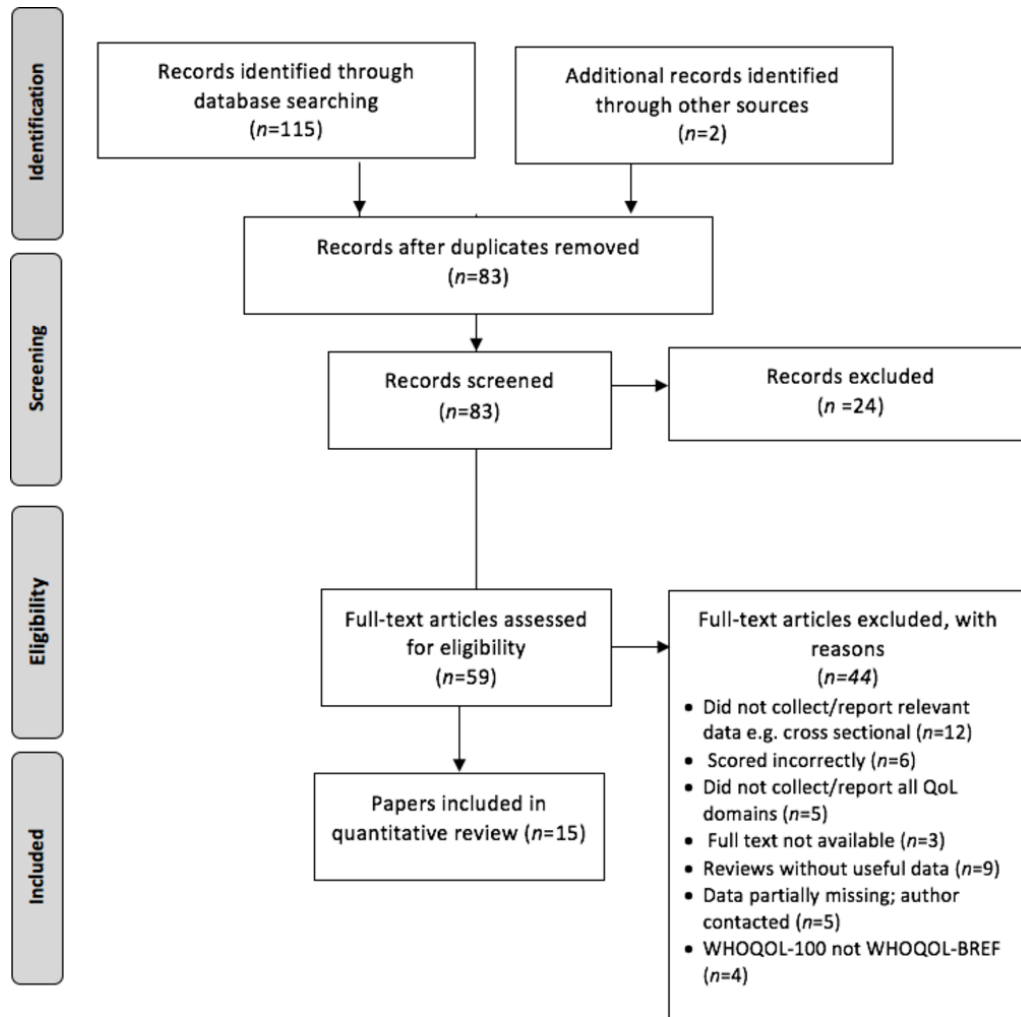 Identification
Records identified through
database searching
(n=115)
Additional records identified
through other sources
(n=2)
Records after duplicates removed
(n=83)
Screening
Records screened
(n=83)
Records excluded
(n =24)
Eligibility
Full-text articles assessed
for eligibility
(n=59)
Full-text articles excluded, with
reasons
(n=44)
• Did not collect/report relevant
data e.g. cross sectional (n=12)
• Scored incorrectly (n=6)
• Did not collect/report all QoL
domains (n=5)
• Full text not available (n=3)
• Reviews without useful data (n=9)
• Data partially missing; author
contacted (n=5)
• WHOQOL-100 not WHOQOL-BREF
(n=4)
Included
Papers included in
quantitative review (n=15)